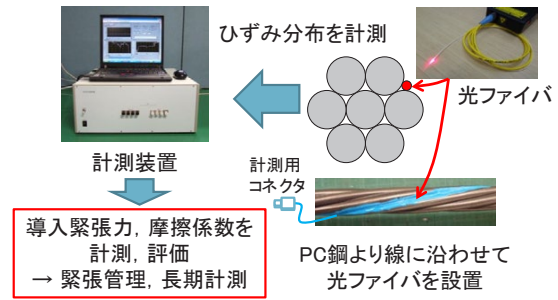 ひずみ分布を計測
光ファイバ
計測装置
計測用
コネクタ
導入緊張力, 摩擦係数を
計測, 評価
→ 緊張管理, 長期計測
PC鋼より線に沿わせて
光ファイバを設置